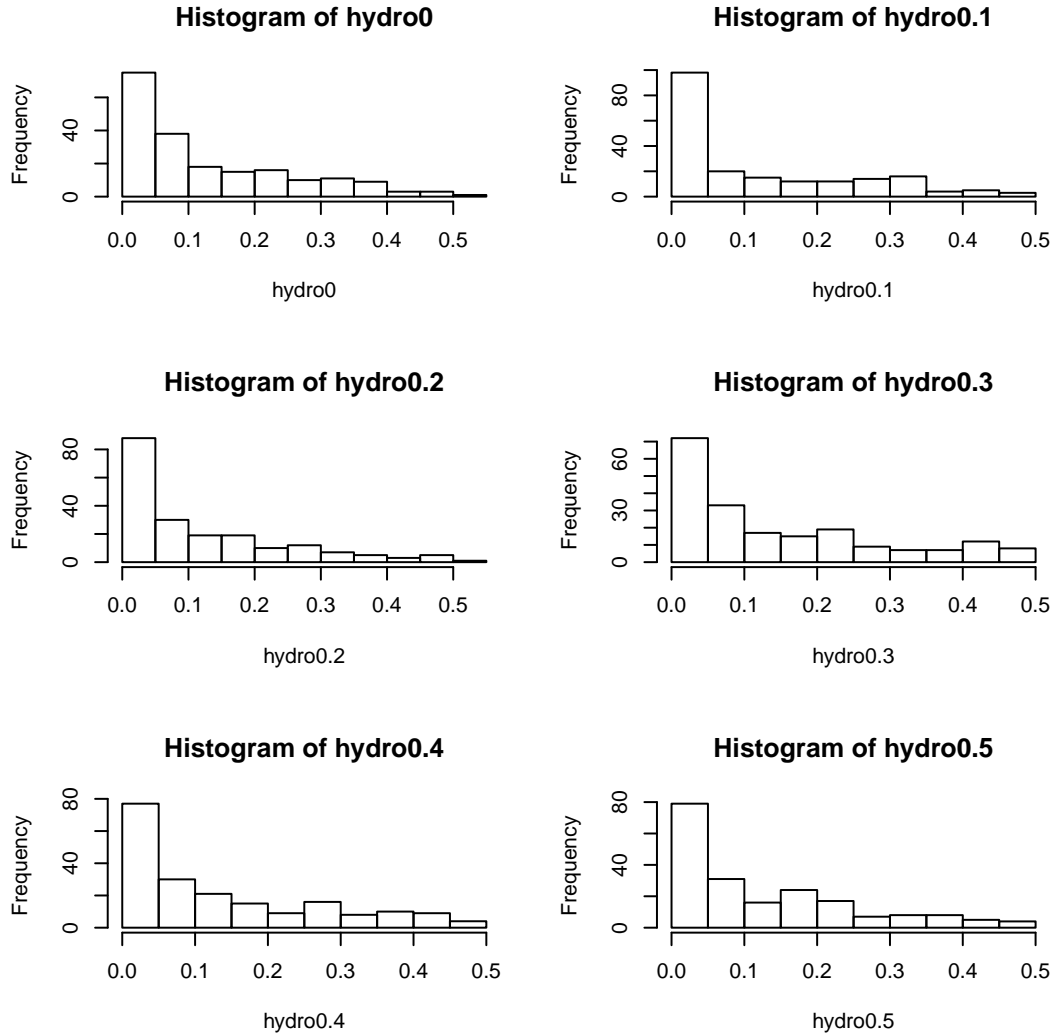 Histogram of hydro0
Frequency
0
40
0.0 0.1 0.2 0.3 0.4 0.5
hydro0
Histogram of hydro0.1
Frequency
0
40
80
0.0 0.1 0.2 0.3 0.4 0.5
hydro0.1
Histogram of hydro0.2
Frequency
0
40
80
0.0 0.1 0.2 0.3 0.4 0.5
hydro0.2
Histogram of hydro0.3
Frequency
0
30
60
0.0 0.1 0.2 0.3 0.4 0.5
hydro0.3
Histogram of hydro0.4
Frequency
0
40
80
0.0 0.1 0.2 0.3 0.4 0.5
hydro0.4
Histogram of hydro0.5
Frequency
0
40
80
0.0 0.1 0.2 0.3 0.4 0.5
hydro0.5